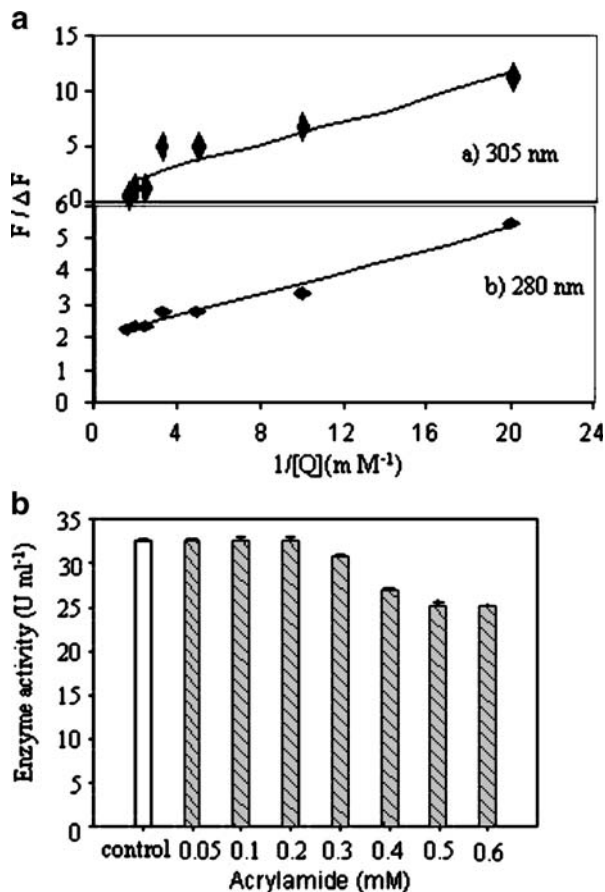 a
15
10
5
0
a) 305 nm
F / ΔF
6
5
4
3
2
1
0
b) 280 nm
0 4 8 12 16 20 24
1/[Q](m M⁻¹)
b
Enzyme activity (U ml⁻¹)
35
30
25
20
15
10
5
0
control 0.05 0.1 0.2 0.3 0.4 0.5 0.6
Acrylamide (mM)